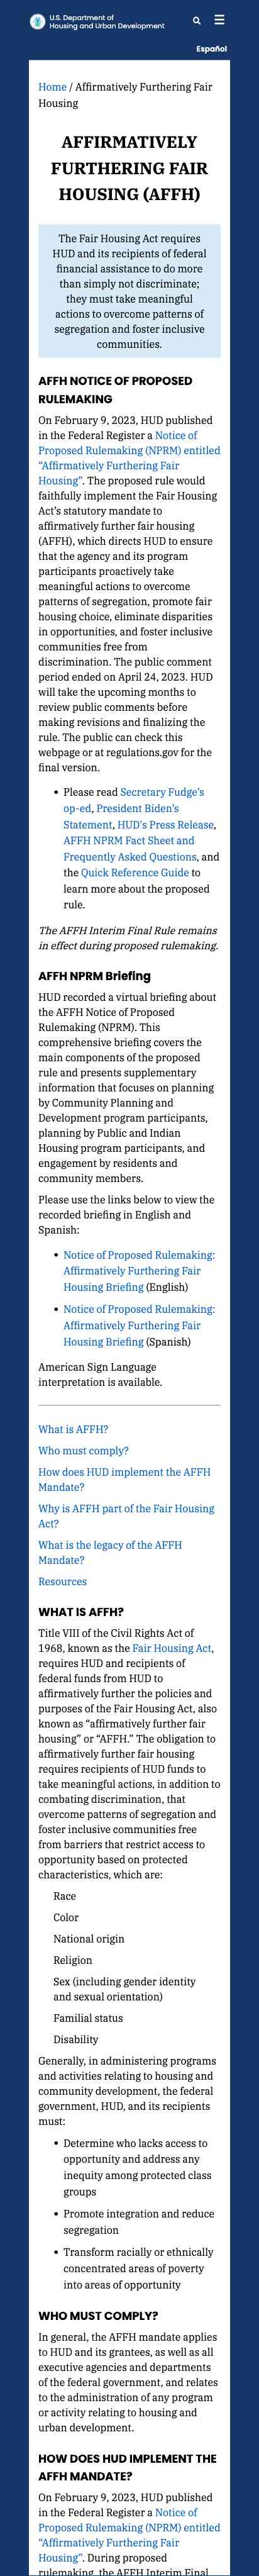 U.S. Department of
Housing and Urban Development
Español
Home / Affirmatively Furthering Fair
Housing
AFFIRMATIVELY
FURTHERING FAIR
HOUSING (AFFH)
The Fair Housing Act requires
HUD and its recipients of federal
financial assistance to do more
than simply not discriminate;
they must take meaningful
actions to overcome patterns of
segregation and foster inclusive
communities.
AFFH NOTICE OF PROPOSED
RULEMAKING
On February 9, 2023, HUD published
in the Federal Register a Notice of
Proposed Rulemaking (NPRM) entitled
“Affirmatively Furthering Fair
Housing”. The proposed rule would
faithfully implement the Fair Housing
Act’s statutory mandate to
affirmatively further fair housing
(AFFH), which directs HUD to ensure
that the agency and its program
participants proactively take
meaningful actions to overcome
patterns of segregation, promote fair
housing choice, eliminate disparities
in opportunities, and foster inclusive
communities free from
discrimination. The public comment
period ended on April 24, 2023. HUD
will take the upcoming months to
review public comments before
making revisions and finalizing the
rule. The public can check this
webpage or at regulations.gov for the
final version.
• Please read Secretary Fudge’s
op-ed, President Biden’s
Statement, HUD's Press Release,
AFFH NPRM Fact Sheet and
Frequently Asked Questions, and
the Quick Reference Guide to
learn more about the proposed
rule.
The AFFH Interim Final Rule remains
in effect during proposed rulemaking.
AFFH NPRM Briefing
HUD recorded a virtual briefing about
the AFFH Notice of Proposed
Rulemaking (NPRM). This
comprehensive briefing covers the
main components of the proposed
rule and presents supplementary
information that focuses on planning
by Community Planning and
Development program participants,
planning by Public and Indian
Housing program participants, and
engagement by residents and
community members.
Please use the links below to view the
recorded briefing in English and
Spanish:
• Notice of Proposed Rulemaking:
Affirmatively Furthering Fair
Housing Briefing (English)
• Notice of Proposed Rulemaking:
Affirmatively Furthering Fair
Housing Briefing (Spanish)
American Sign Language
interpretation is available.
What is AFFH?
Who must comply?
How does HUD implement the AFFH
Mandate?
Why is AFFH part of the Fair Housing
Act?
What is the legacy of the AFFH
Mandate?
Resources
WHAT IS AFFH?
Title VIII of the Civil Rights Act of
1968, known as the Fair Housing Act,
requires HUD and recipients of
federal funds from HUD to
affirmatively further the policies and
purposes of the Fair Housing Act, also
known as “affirmatively further fair
housing” or “AFFH.” The obligation to
affirmatively further fair housing
requires recipients of HUD funds to
take meaningful actions, in addition to
combating discrimination, that
overcome patterns of segregation and
foster inclusive communities free
from barriers that restrict access to
opportunity based on protected
characteristics, which are:
Race
Color
National origin
Religion
Sex (including gender identity
and sexual orientation)
Familial status
Disability
Generally, in administering programs
and activities relating to housing and
community development, the federal
government, HUD, and its recipients
must:
• Determine who lacks access to
opportunity and address any
inequity among protected class
groups
• Promote integration and reduce
segregation
• Transform racially or ethnically
concentrated areas of poverty
into areas of opportunity
WHO MUST COMPLY?
In general, the AFFH mandate applies
to HUD and its grantees, as well as all
executive agencies and departments
of the federal government, and relates
to the administration of any program
or activity relating to housing and
urban development.
HOW DOES HUD IMPLEMENT THE
AFFH MANDATE?
On February 9, 2023, HUD published
in the Federal Register a Notice of
Proposed Rulemaking (NPRM) entitled
“Affirmatively Furthering Fair
Housing”. During proposed
rulemaking, the AFFH Interim Final